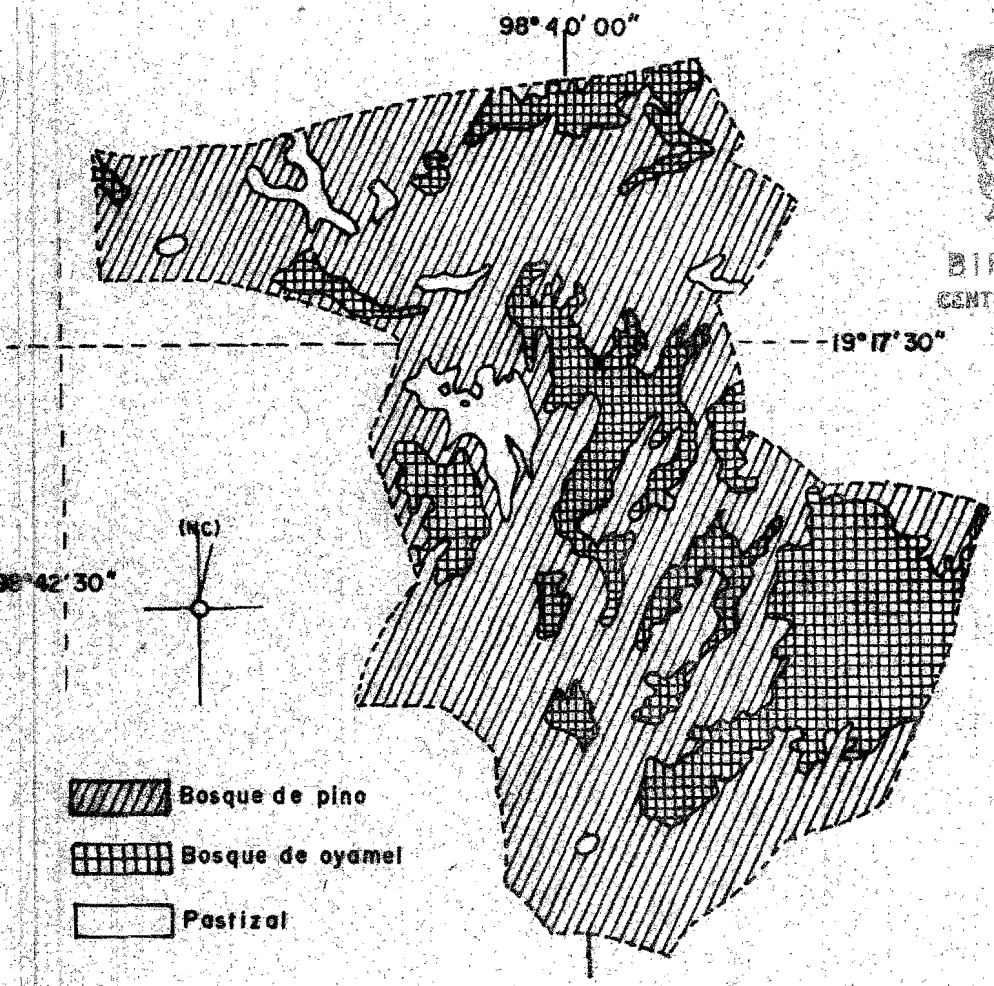 98°40'00"
19°17'30"
(NC)
98°42'30"
Bosque de pino
Bosque de oyamel
Pastizal